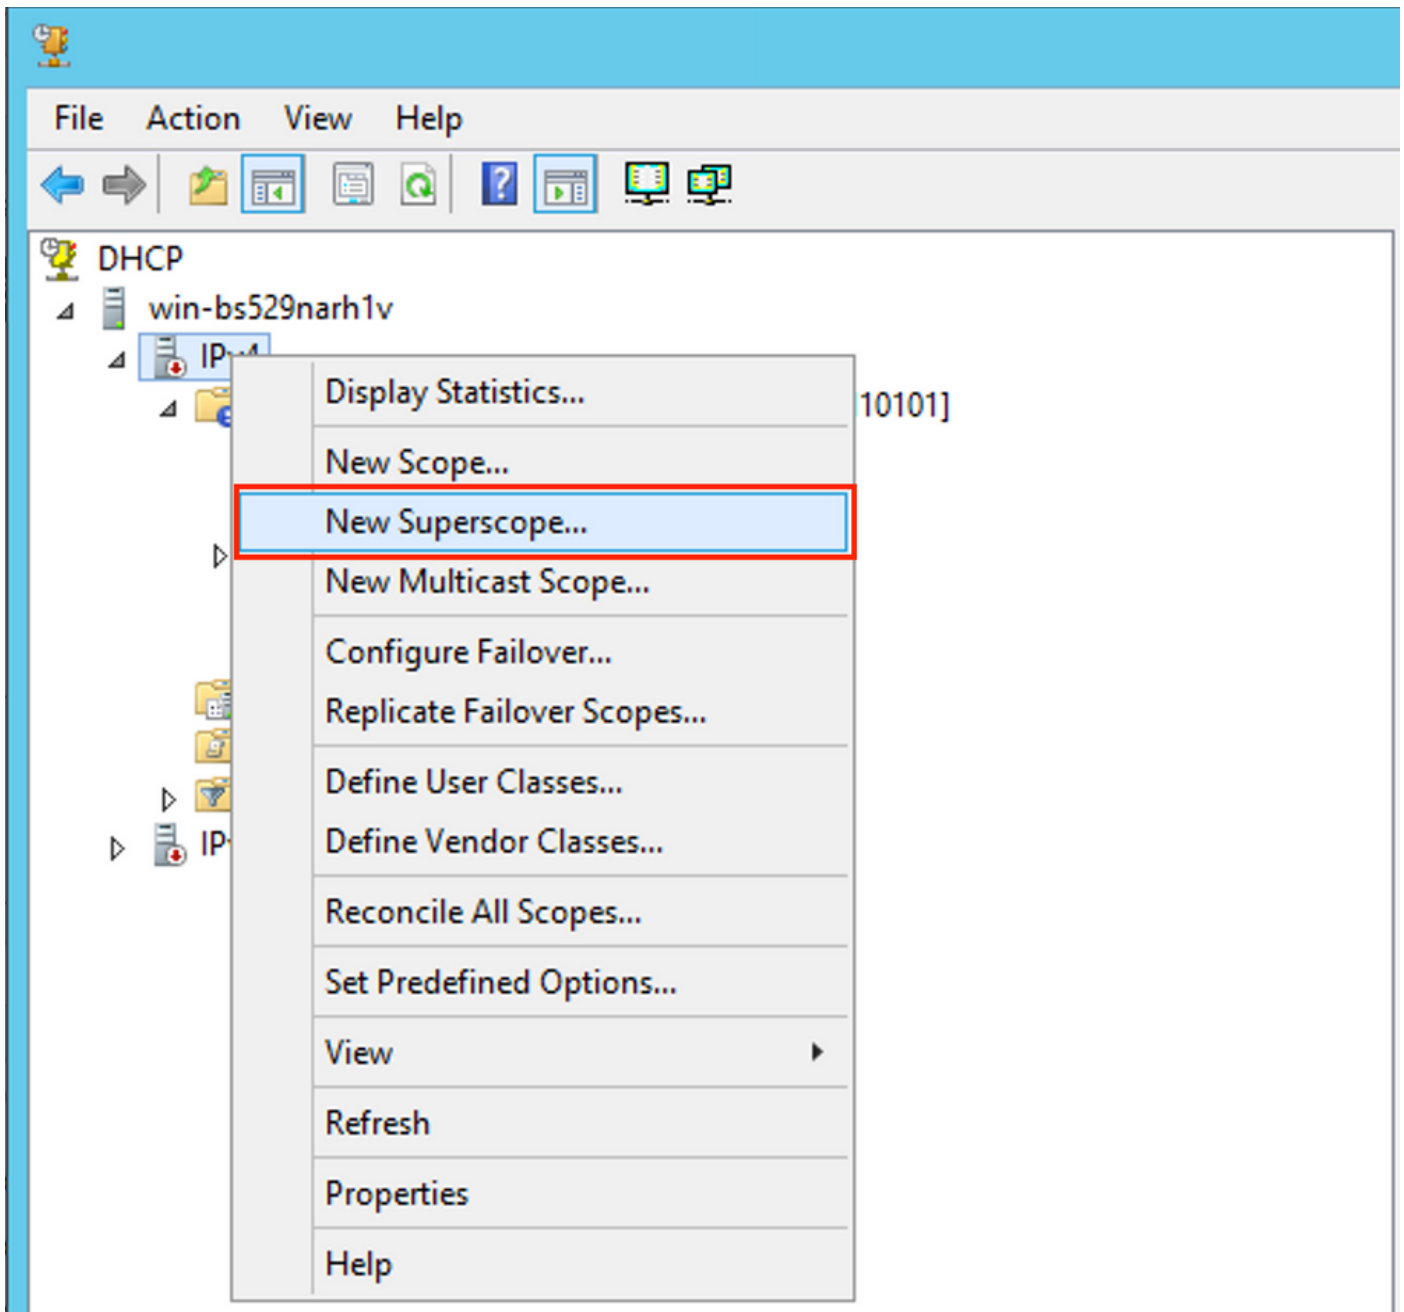 File Action View Help
DHCP
win-bs529narh1v
IPv4
10101]
Display Statistics...
New Scope...
New Superscope...
New Multicast Scope...
Configure Failover...
Replicate Failover Scopes...
Define User Classes...
Define Vendor Classes...
Reconcile All Scopes...
Set Predefined Options...
View
Refresh
Properties
Help
IP